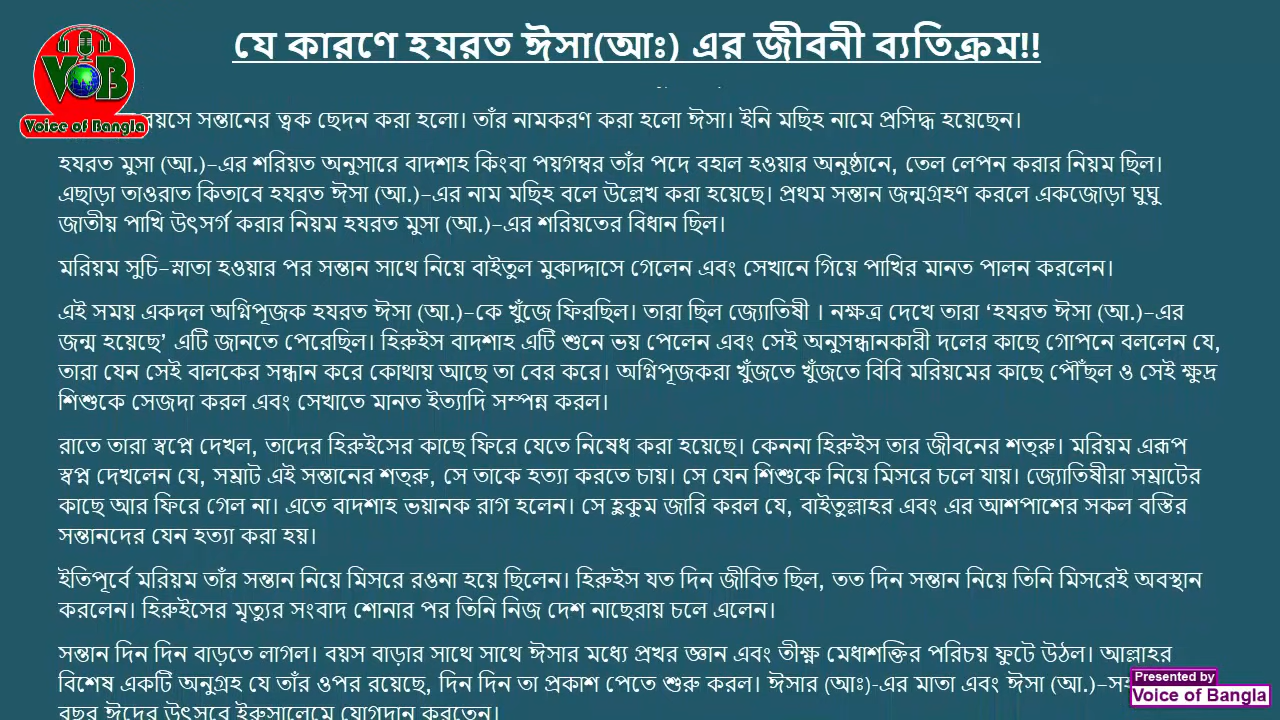 যে কারণে হযরত ঈসা(আঃ) এর জীবনী ব্যতিক্রম!!
VOB
Voice of Bangla
বয়সে সন্তানের ত্বক ছেদন করা হলো। তাঁর নামকরণ করা হলো ঈসা। ইনি মছিহ নামে প্রসিদ্ধ হয়েছেন।
হযরত মুসা (আ.)–এর শরিয়ত অনুসারে বাদশাহ কিংবা পয়গম্বর তাঁর পদে বহাল হওয়ার অনুষ্ঠানে, তেল লেপন করার নিয়ম ছিল।
এছাড়া তাওরাত কিতাবে হযরত ঈসা (আ.)–এর নাম মছিহ বলে উল্লেখ করা হয়েছে। প্রথম সন্তান জন্মগ্রহণ করলে একজোড়া ঘুঘু
জাতীয় পাখি উৎসর্গ করার নিয়ম হযরত মুসা (আ.)–এর শরিয়তের বিধান ছিল।
মরিয়ম সুচি–স্নাতা হওয়ার পর সন্তান সাথে নিয়ে বাইতুল মুকাদ্দাসে গেলেন এবং সেখানে গিয়ে পাখির মানত পালন করলেন।
এই সময় একদল অগ্নিপূজক হযরত ঈসা (আ.)–কে খুঁজে ফিরছিল। তারা ছিল জ্যোতিষী । নক্ষত্র দেখে তারা ‘হযরত ঈসা (আ.)–এর
জন্ম হয়েছে’ এটি জানতে পেরেছিল। হিরুইস বাদশাহ এটি শুনে ভয় পেলেন এবং সেই অনুসন্ধানকারী দলের কাছে গোপনে বললেন যে,
তারা যেন সেই বালকের সন্ধান করে কোথায় আছে তা বের করে। অগ্নিপূজকরা খুঁজতে খুঁজতে বিবি মরিয়মের কাছে পৌঁছল ও সেই ক্ষুদ্র
শিশুকে সেজদা করল এবং সেখাতে মানত ইত্যাদি সম্পন্ন করল।
রাতে তারা স্বপ্নে দেখল, তাদের হিরুইসের কাছে ফিরে যেতে নিষেধ করা হয়েছে। কেননা হিরুইস তার জীবনের শত্রু। মরিয়ম এরূপ
স্বপ্ন দেখলেন যে, সম্রাট এই সন্তানের শত্রু, সে তাকে হত্যা করতে চায়। সে যেন শিশুকে নিয়ে মিসরে চলে যায়। জ্যোতিষীরা সম্রাটের
কাছে আর ফিরে গেল না। এতে বাদশাহ ভয়ানক রাগ হলেন। সে হুকুম জারি করল যে, বাইতুল্লাহর এবং এর আশপাশের সকল বস্তির
সন্তানদের যেন হত্যা করা হয়।
ইতিপূর্বে মরিয়ম তাঁর সন্তান নিয়ে মিসরে রওনা হয়ে ছিলেন। হিরুইস যত দিন জীবিত ছিল, তত দিন সন্তান নিয়ে তিনি মিসরেই অবস্থান
করলেন। হিরুইসের মৃত্যুর সংবাদ শোনার পর তিনি নিজ দেশ নাছেরায় চলে এলেন।
সন্তান দিন দিন বাড়তে লাগল। বয়স বাড়ার সাথে সাথে ঈসার মধ্যে প্রখর জ্ঞান এবং তীক্ষ্ণ মেধাশক্তির পরিচয় ফুটে উঠল। আল্লাহর
বিশেষ একটি অনুগ্রহ যে তাঁর ওপর রয়েছে, দিন দিন তা প্রকাশ পেতে শুরু করল। ঈসার (আঃ)-এর মাতা এবং ঈসা (আ.)–
বছর ঈদের উৎসবে ইরুসালেমে যোগদান করতেন।
Presented by
Voice of Bangla